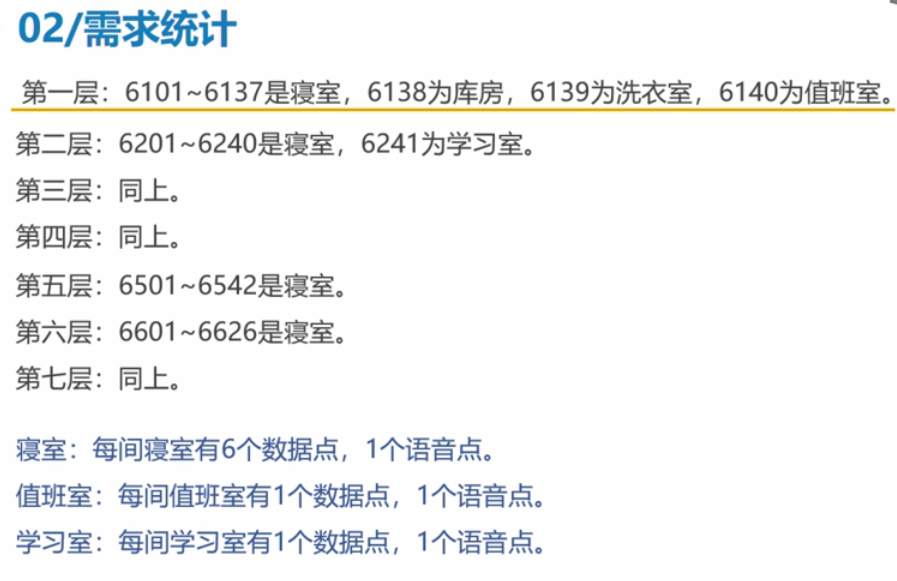 02/需求统计
第一层：6101~6137是寝室，6138为库房，6139为洗衣室，6140为值班室。
第二层：6201~6240是寝室，6241为学习室。
第三层：同上。
第四层：同上。
第五层：6501~6542是寝室。
第六层：6601~6626是寝室。
第七层：同上。
寝室：每间寝室有6个数据点，1个语音点。
值班室：每间值班室有1个数据点，1个语音点。
学习室：每间学习室有1个数据点，1个语音点。